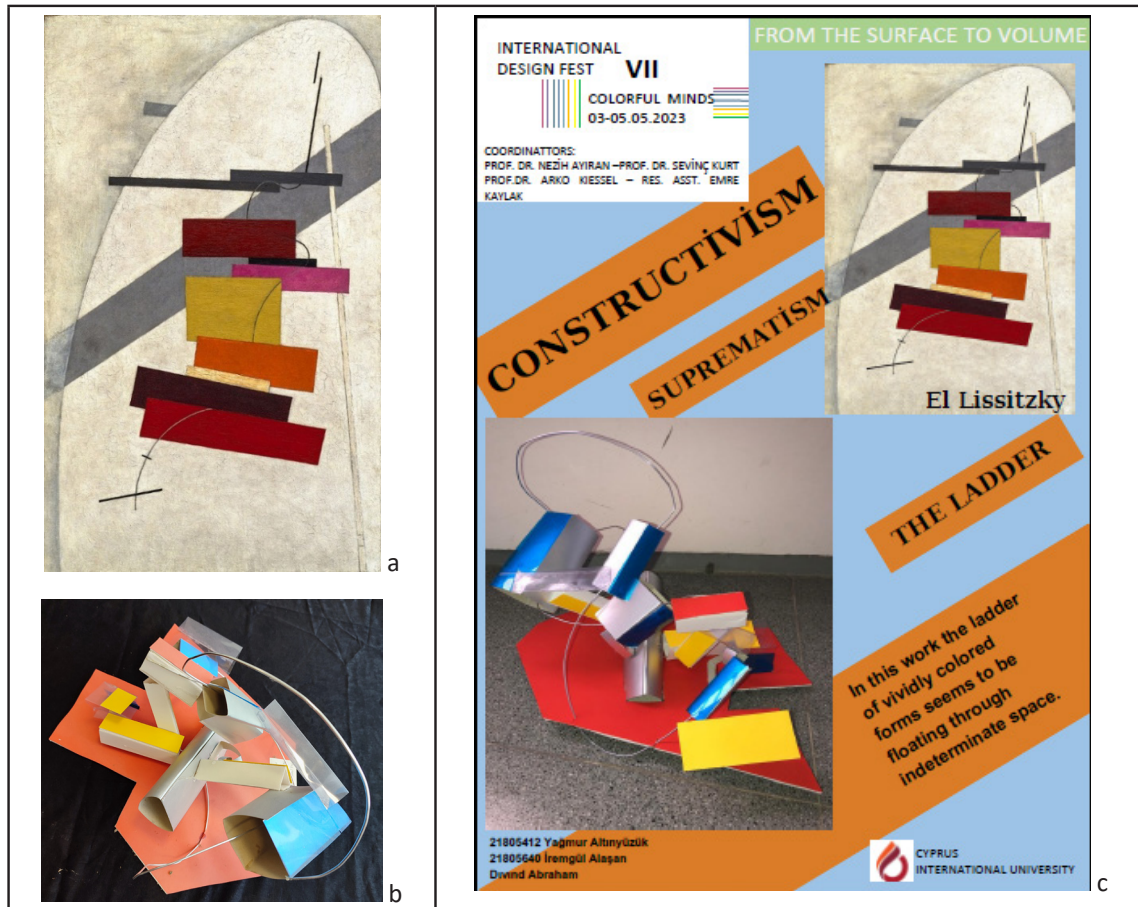 a
b
INTERNATIONAL
DESIGN FEST VII
COLORFUL MINDS
03-05.05.2023
COORDINATTORS:
PROF. DR. NEZİH AYIRAN –PROF. DR. SEVİNÇ KURT
PROF.DR. ARKO KIESSEL – RES. ASST. EMRE
KAYLAK
FROM THE SURFACE TO VOLUME
CONSTRUCTİVİSM
SUPREMATİSM
El Lissitzky
THE LADDER
In this work the ladder
of vividly colored
forms seems to be
floating through
indeterminate space.
21805412 Yağmur Altınyüzük
21805640 İremgül Alaşan
Dıvınd Abraham
CYPRUS
INTERNATIONAL UNIVERSITY
c